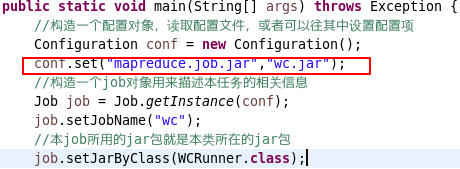 public static void main(String[] args) throws Exception {
//构造一个配置对象，读取配置文件，或者可以往其中设置配置项
Configuration conf = new Configuration();
conf.set("mapreduce.job.jar","wc.jar");
//构造一个job对象用来描述本任务的相关信息
Job job = Job.getInstance(conf);
job.setJobName("wc");
//本job所用的jar包就是本类所在的jar包
job.setJarByClass(WCRunner.class);